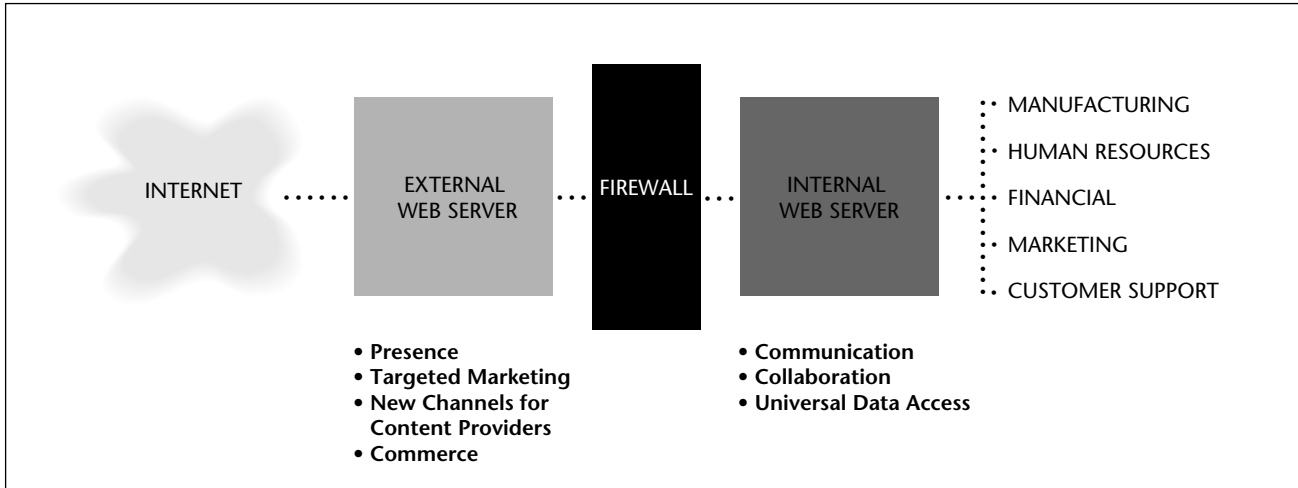 INTERNET
EXTERNAL
WEB SERVER
FIREWALL
INTERNAL
WEB SERVER
MANUFACTURING
HUMAN RESOURCES
FINANCIAL
MARKETING
CUSTOMER SUPPORT
• Presence
• Targeted Marketing
• New Channels for
Content Providers
• Commerce
• Communication
• Collaboration
• Universal Data Access